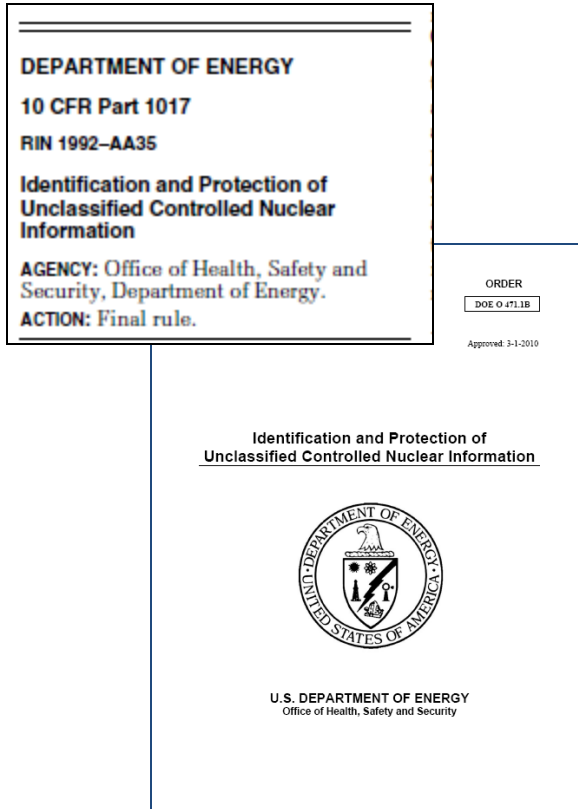 DEPARTMENT OF ENERGY
10 CFR Part 1017
RIN 1992–AA35
Identification and Protection of
Unclassified Controlled Nuclear
Information
AGENCY: Office of Health, Safety and
Security, Department of Energy.
ACTION: Final rule.
ORDER
DOE O 471.1B
Approved: 3-1-2010
Identification and Protection of
Unclassified Controlled Nuclear Information
DEPARTMENT OF ENERGY
UNITED STATES OF AMERICA
U.S. DEPARTMENT OF ENERGY
Office of Health, Safety and Security